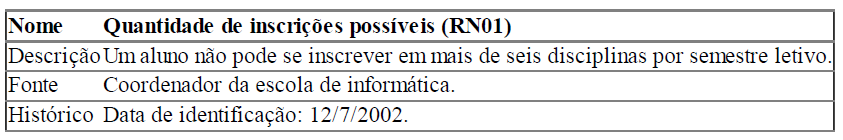 Nome Quantidade de inscrições possíveis (RN01)
Descrição Um aluno não pode se inscrever em mais de seis disciplinas por semestre letivo.
Fonte Coordenador da escola de informática.
Histórico Data de identificação: 12/7/2002.